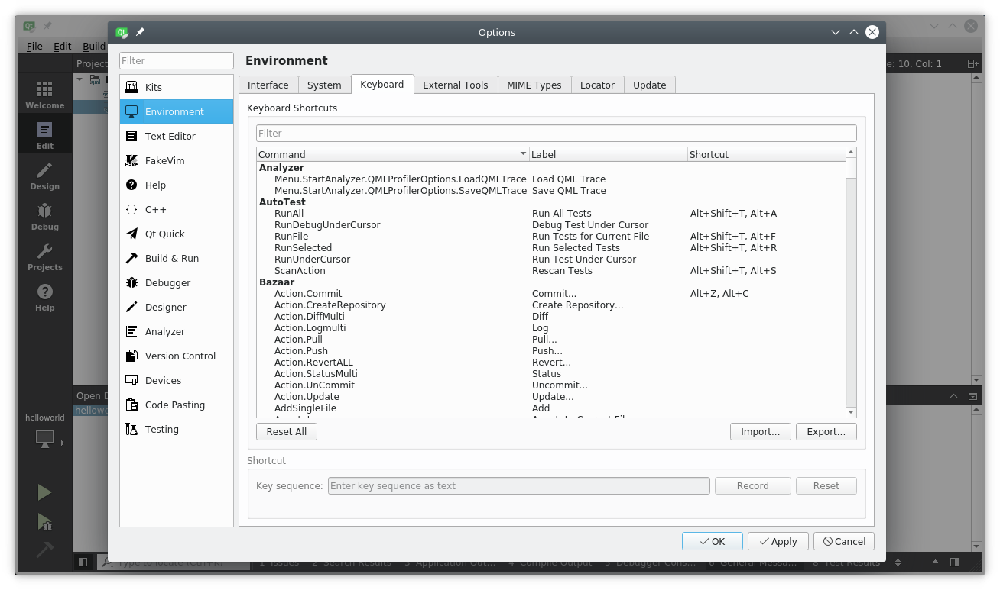 Options
File Edit Build
Filter
Environment
Project
e: 10, Col: 1
Kits
Environment
Text Editor
FakeVim
Help
{} C++
Qt Quick
Build & Run
Debugger
Designer
Analyzer
Version Control
Devices
Code Pasting
Testing
Interface System Keyboard External Tools MIME Types Locator Update
Keyboard Shortcuts
Filter
Command Label Shortcut
Analyzer
Menu.StartAnalyzer.QMLProfilerOptions.LoadQMLTrace Load QML Trace
Menu.StartAnalyzer.QMLProfilerOptions.SaveQMLTrace Save QML Trace
AutoTest
RunAll Run All Tests Alt+Shift+T, Alt+A
RunDebugUnderCursor Debug Test Under Cursor
RunFile Run Tests for Current File Alt+Shift+T, Alt+F
RunSelected Run Selected Tests Alt+Shift+T, Alt+R
RunUnderCursor Run Test Under Cursor
ScanAction Rescan Tests Alt+Shift+T, Alt+S
Bazaar
Action.Commit Commit... Alt+Z, Alt+C
Action.CreateRepository Create Repository...
Action.DiffMulti Diff
Action.Logmulti Log
Action.Pull Pull...
Action.Push Push...
Action.RevertALL Revert...
Action.StatusMulti Status
Action.UnCommit Uncommit...
Action.Update Update...
AddSingleFile Add
Reset All Import... Export...
Shortcut
Key sequence: Enter key sequence as text Record Reset
OK Apply Cancel
Welcome
Edit
Design
Debug
Projects
Help
Open D
hellowo
helloworld
Type to locate (Ctrl+K) 1 Issues 2 Search Results 3 Application Out... 4 Compile Output 5 Debugger Cons... 6 General Messa... 8 Test Results